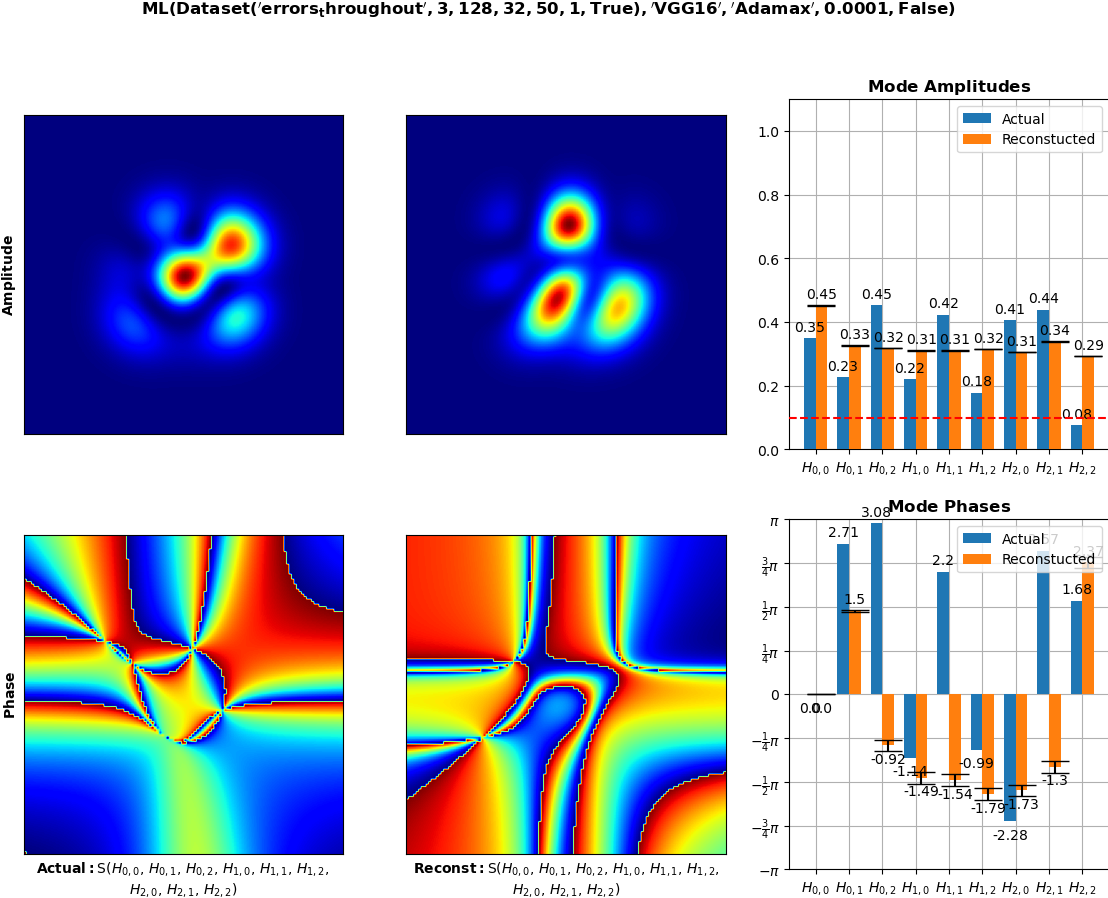 ML(Dataset('errors_throughout', 3, 128, 32, 50, 1, True), 'VGG16', 'Adamax', 0.0001, False)
Amplitude
Mode Amplitudes
Actual
Reconstucted
1.0
0.8
0.6
0.4
0.2
0.0
0.35
0.45
0.23
0.33
0.45
0.32
0.22
0.31
0.42
0.31
0.18
0.32
0.41
0.31
0.44
0.34
0.08
0.29
H0,0 H0,1 H0,2 H1,0 H1,1 H1,2 H2,0 H2,1 H2,2
Phase
Mode Phases
Actual
Reconstucted
π
3/4π
1/2π
1/4π
0
−1/4π
−1/2π
−3/4π
−π
0.0
0.0
2.71
1.5
3.08
-0.92
-1.14
-1.49
2.2
-1.54
-0.99
-1.79
-2.28
-1.73
-1.3
1.68
2.37
H0,0 H0,1 H0,2 H1,0 H1,1 H1,2 H2,0 H2,1 H2,2
Actual: S(H0,0, H0,1, H0,2, H1,0, H1,1, H1,2,
H2,0, H2,1, H2,2)
Reconst: S(H0,0, H0,1, H0,2, H1,0, H1,1, H1,2,
H2,0, H2,1, H2,2)